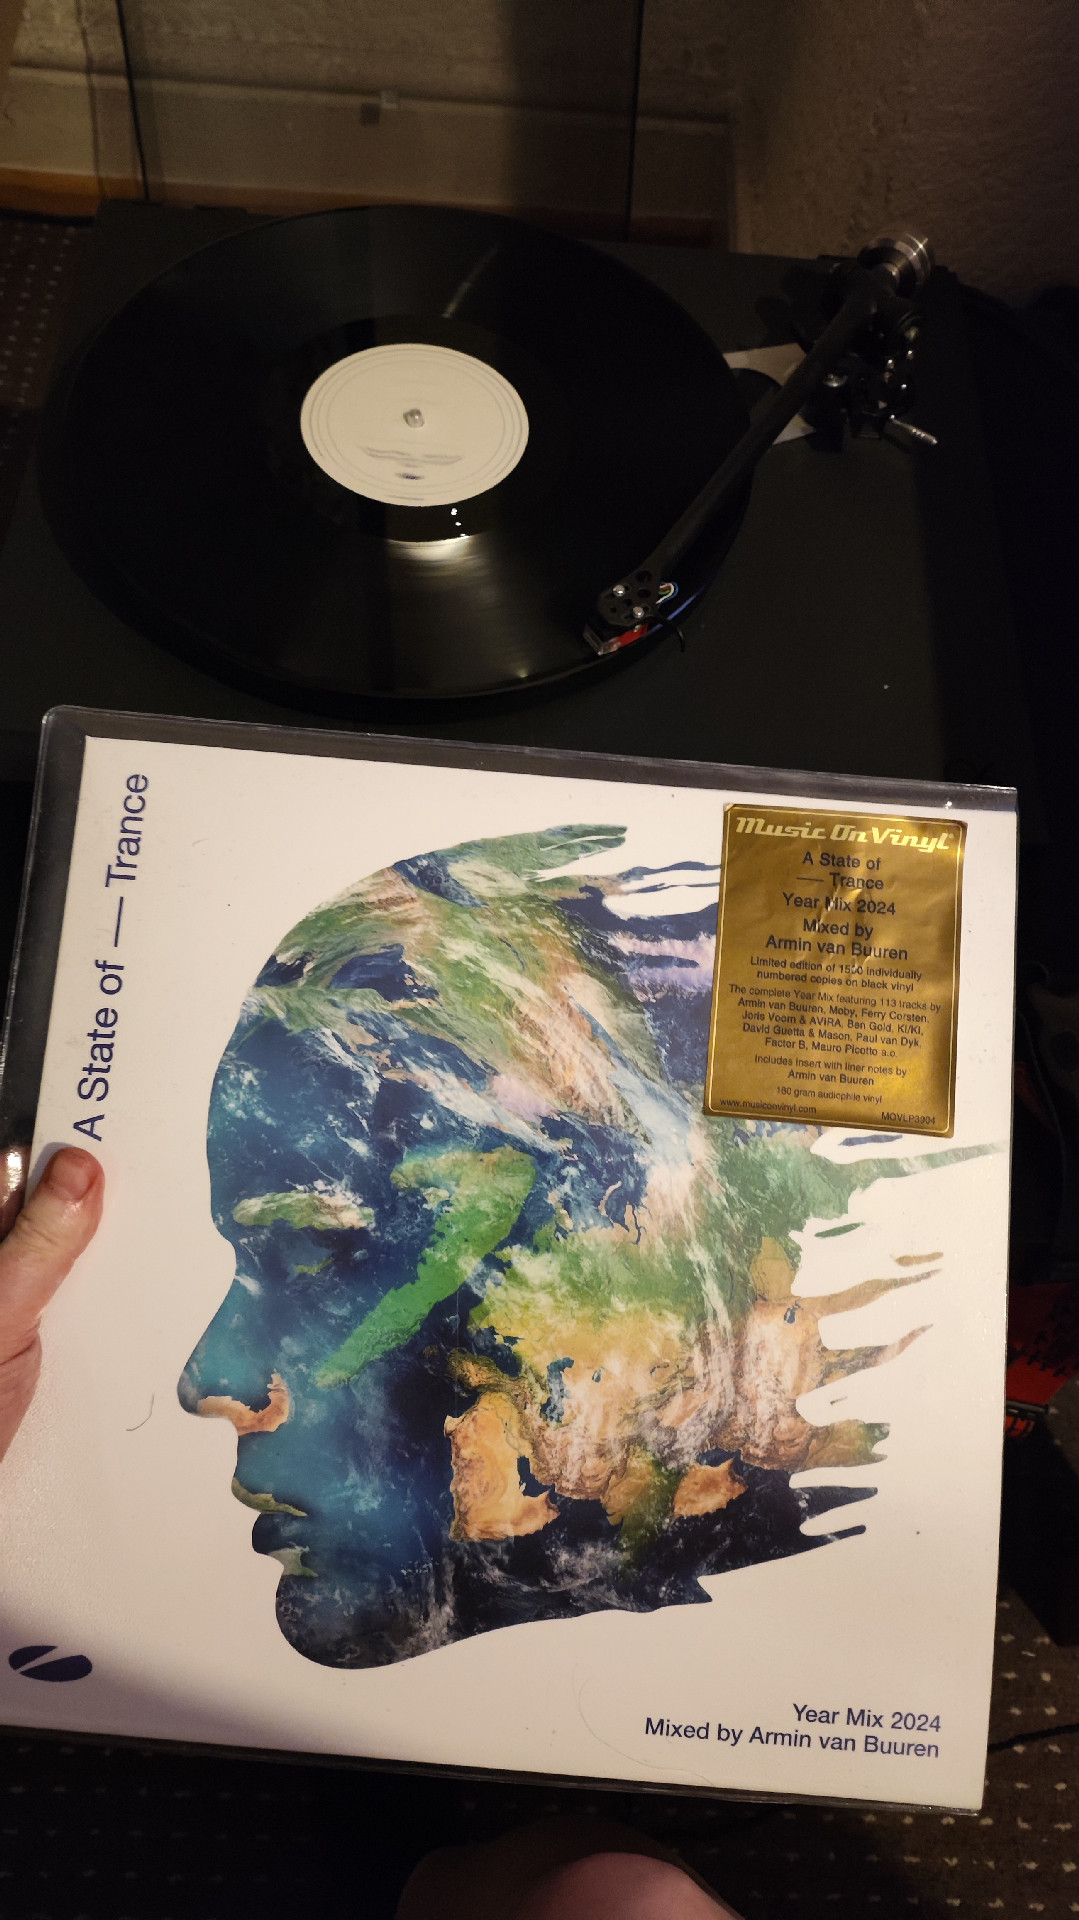 A State of — Trance
Music On Vinyl
A State of
— Trance
Year Mix 2024
Mixed by
Armin van Buuren
Limited edition of 1500 individually
numbered copies on black vinyl
The complete Year Mix featuring 113 tracks by
Armin van Buuren, Moby, Ferry Corsten,
Joris Voorn & AVIRA, Ben Gold, KI/KI,
David Guetta & Mason, Paul van Dyk,
Factor B, Mauro Picotto a.o.
Includes insert with liner notes by
Armin van Buuren
180 gram audiophile vinyl
www.musiconvinyl.com
MOVLP3904
Year Mix 2024
Mixed by Armin van Buuren